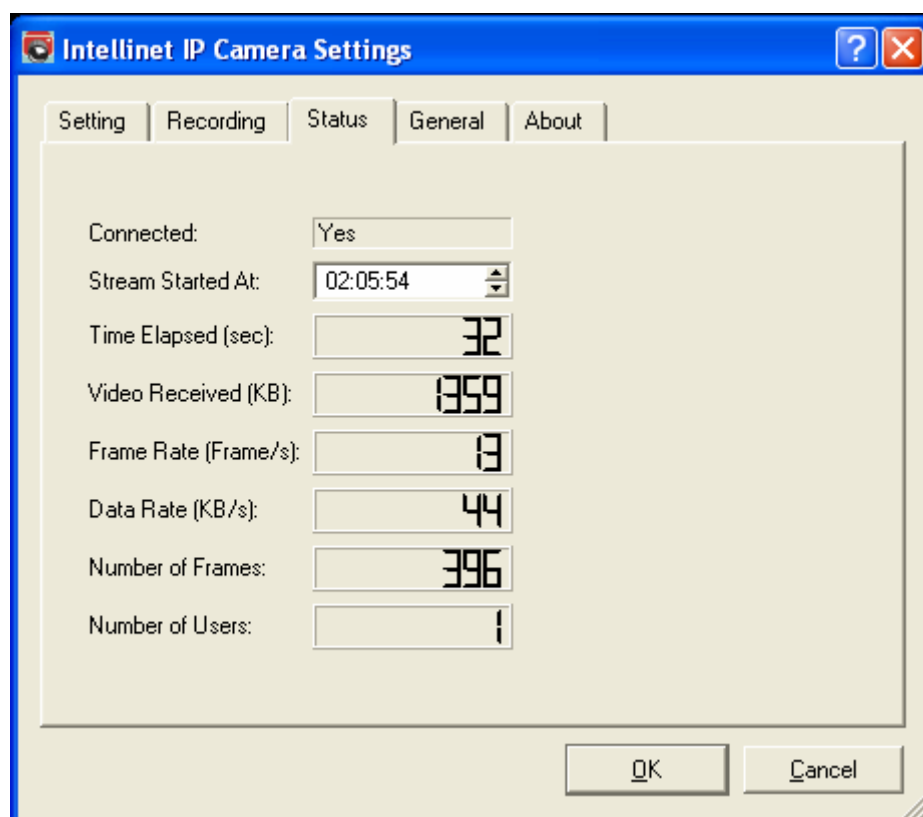 Intellinet IP Camera Settings
Setting Recording Status General About
Connected: Yes
Stream Started At: 02:05:54
Time Elapsed (sec): 32
Video Received (KB): 1359
Frame Rate (Frame/s): 13
Data Rate (KB/s): 44
Number of Frames: 396
Number of Users: 1
OK Cancel